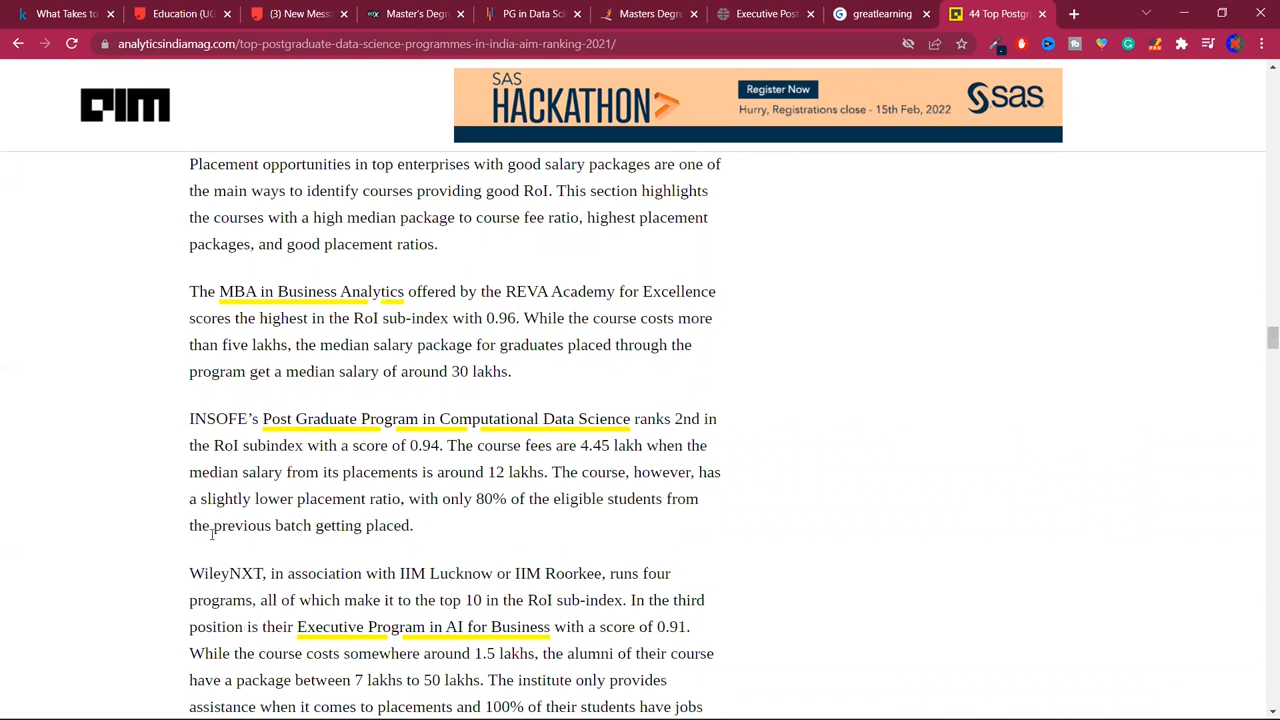 What Takes to
Education (UG
(3) New Messa
Master's Degr
PG in Data Sci
Masters Degre
Executive Post
greatlearning
44 Top Postgr
analyticsindiamag.com/top-postgraduate-data-science-programmes-in-india-aim-ranking-2021/
AIM
SAS
HACKATHON
Register Now
Hurry, Registrations close - 15th Feb, 2022
sas
Placement opportunities in top enterprises with good salary packages are one of
the main ways to identify courses providing good RoI. This section highlights
the courses with a high median package to course fee ratio, highest placement
packages, and good placement ratios.
The MBA in Business Analytics offered by the REVA Academy for Excellence
scores the highest in the RoI sub-index with 0.96. While the course costs more
than five lakhs, the median salary package for graduates placed through the
program get a median salary of around 30 lakhs.
INSOFE’s Post Graduate Program in Computational Data Science ranks 2nd in
the RoI subindex with a score of 0.94. The course fees are 4.45 lakh when the
median salary from its placements is around 12 lakhs. The course, however, has
a slightly lower placement ratio, with only 80% of the eligible students from
the previous batch getting placed.
WileyNXT, in association with IIM Lucknow or IIM Roorkee, runs four
programs, all of which make it to the top 10 in the RoI sub-index. In the third
position is their Executive Program in AI for Business with a score of 0.91.
While the course costs somewhere around 1.5 lakhs, the alumni of their course
have a package between 7 lakhs to 50 lakhs. The institute only provides
assistance when it comes to placements and 100% of their students have jobs